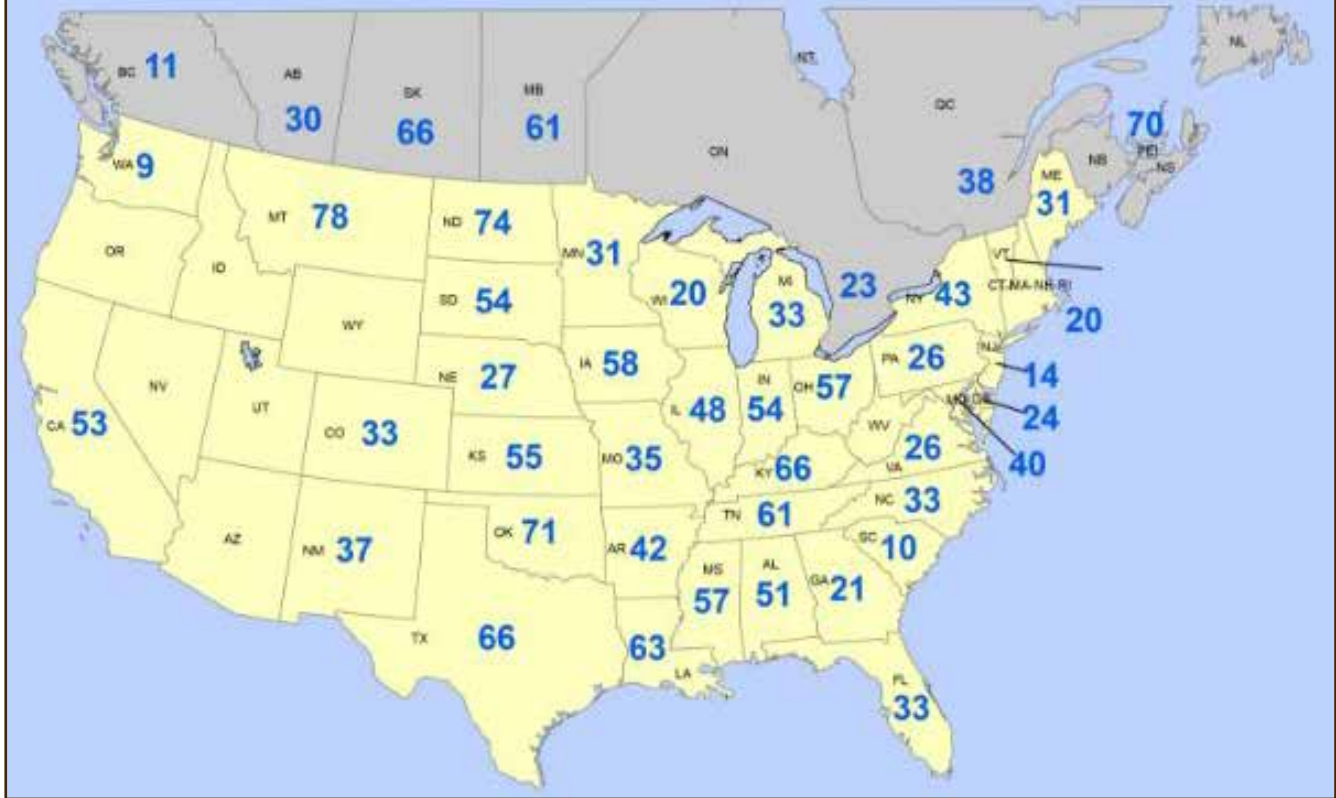 NL
BC 11
AB
30
SK
66
MB
61
NT.
QC
70
PEI
NB
NS
ON
38
WA 9
ME
31
MT 78
ND 74
MN 31
OR
ID
VT
CT-MA-NH-RI
20
WI 20
MI
33
23
NY 43
SD 54
WY
IA 58
PA 26
NJ
14
NE 27
NV
UT
IL 48
IN
54
OH 57
MD-DE
24
40
CA 53
CO 33
KS 55
MO 35
WV
26
VA
KY 66
NC 33
TN 61
AZ
NM 37
OK 71
AR 42
SC 10
MS
57
AL
51
GA 21
TX 66
63
LA
FL
33